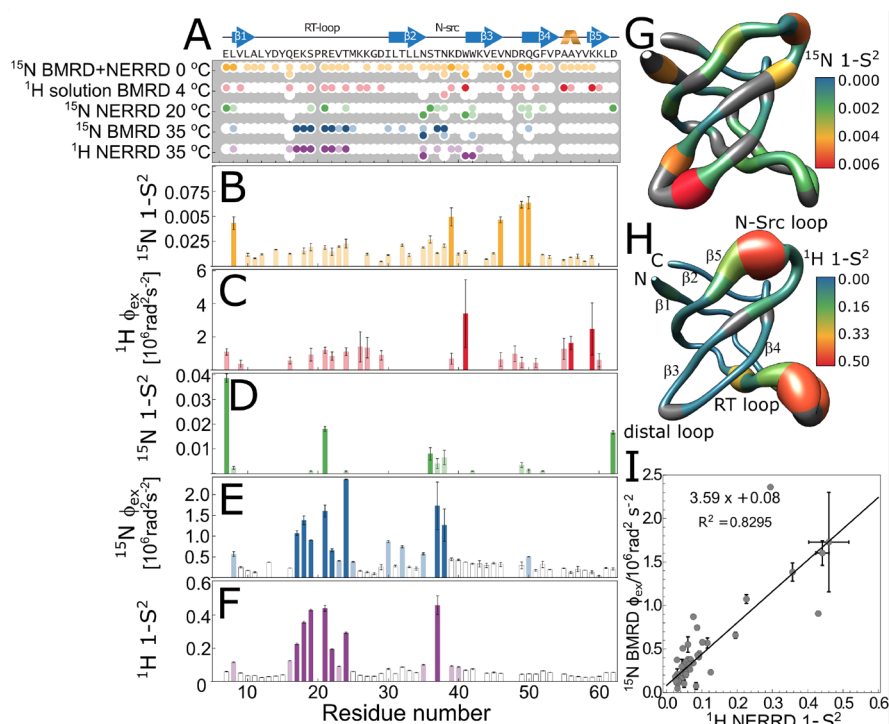 A
β1
RT-loop
β2
N-src
β3
β4
β5
ELVLALYDYQEKSPREVTMKKGDILTLLNSTNKDWWKVEVNDRQGFVPAAYVKKLD
15N BMRD+NERRD 0 ºC
1H solution BMRD 4 ºC
15N NERRD 20 ºC
15N BMRD 35 ºC
1H NERRD 35 ºC
B
15N 1-S2
0.075
0.005
0.025
C
1H ϕex
[10⁶rad²s⁻²]
6
4
2
D
15N 1-S2
0.04
0.03
0.02
0.01
E
15N ϕex
[10⁶rad²s⁻²]
2.0
1.5
1.0
0.5
F
1H 1-S2
0.6
0.4
0.2
0
10
20
30
40
50
60
Residue number
G
15N 1-S2
0.000
0.002
0.004
0.006
N-Src loop
H
1H 1-S2
0.00
0.16
0.33
0.50
β5
C
β2
N
β1
β4
β3
RT loop
distal loop
I
3.59 x +0.08
R² =0.8295
15N BMRD ϕex/10⁶rad² s⁻²
2.5
2.0
1.5
1.0
0.5
0.0
0.0
0.1
0.2
0.3
0.4
0.5
0.6
1H NERRD 1-S2